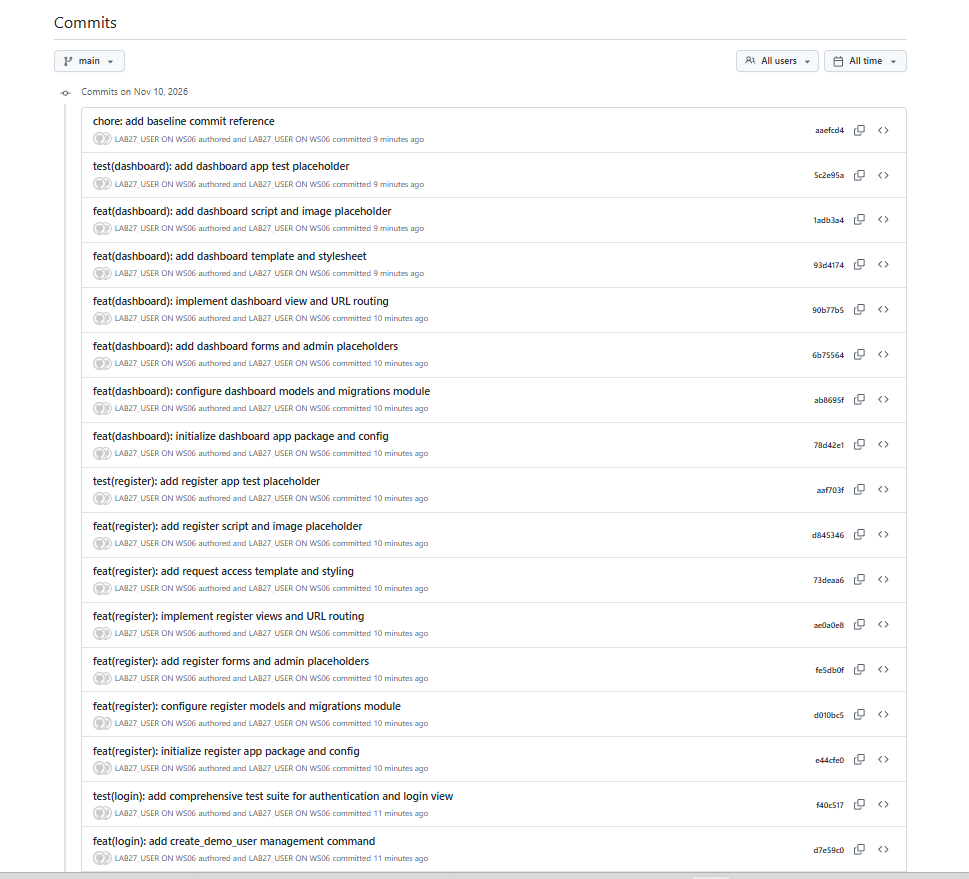 Commits
main
All users
All time
Commits on Nov 10, 2026
chore: add baseline commit reference
LAB27_USER ON WS06 authored and LAB27_USER ON WS06 committed 9 minutes ago
aaefcd4
test(dashboard): add dashboard app test placeholder
LAB27_USER ON WS06 authored and LAB27_USER ON WS06 committed 9 minutes ago
5c2e95a
feat(dashboard): add dashboard script and image placeholder
LAB27_USER ON WS06 authored and LAB27_USER ON WS06 committed 9 minutes ago
1adb3a4
feat(dashboard): add dashboard template and stylesheet
LAB27_USER ON WS06 authored and LAB27_USER ON WS06 committed 9 minutes ago
93d4174
feat(dashboard): implement dashboard view and URL routing
LAB27_USER ON WS06 authored and LAB27_USER ON WS06 committed 10 minutes ago
90b77b5
feat(dashboard): add dashboard forms and admin placeholders
LAB27_USER ON WS06 authored and LAB27_USER ON WS06 committed 10 minutes ago
6b75564
feat(dashboard): configure dashboard models and migrations module
LAB27_USER ON WS06 authored and LAB27_USER ON WS06 committed 10 minutes ago
ab8695f
feat(dashboard): initialize dashboard app package and config
LAB27_USER ON WS06 authored and LAB27_USER ON WS06 committed 10 minutes ago
78d42e1
test(register): add register app test placeholder
LAB27_USER ON WS06 authored and LAB27_USER ON WS06 committed 10 minutes ago
aaf703f
feat(register): add register script and image placeholder
LAB27_USER ON WS06 authored and LAB27_USER ON WS06 committed 10 minutes ago
d845346
feat(register): add request access template and styling
LAB27_USER ON WS06 authored and LAB27_USER ON WS06 committed 10 minutes ago
73deaa6
feat(register): implement register views and URL routing
LAB27_USER ON WS06 authored and LAB27_USER ON WS06 committed 10 minutes ago
ae0a0e8
feat(register): add register forms and admin placeholders
LAB27_USER ON WS06 authored and LAB27_USER ON WS06 committed 10 minutes ago
fe5db0f
feat(register): configure register models and migrations module
LAB27_USER ON WS06 authored and LAB27_USER ON WS06 committed 10 minutes ago
d010bc5
feat(register): initialize register app package and config
LAB27_USER ON WS06 authored and LAB27_USER ON WS06 committed 10 minutes ago
e44cfe0
test(login): add comprehensive test suite for authentication and login view
LAB27_USER ON WS06 authored and LAB27_USER ON WS06 committed 11 minutes ago
f40c517
feat(login): add create_demo_user management command
LAB27_USER ON WS06 authored and LAB27_USER ON WS06 committed 11 minutes ago
d7e59c0